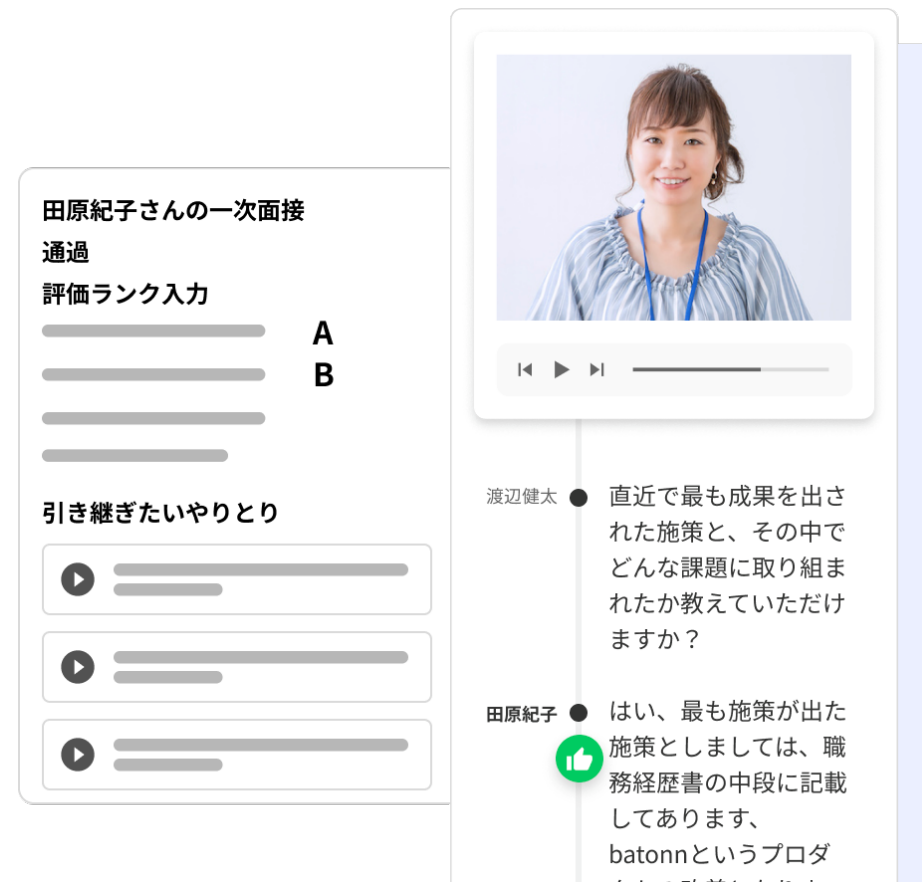 田原紀子さんの一次面接
通過
評価ランク入力
A
B
引き継ぎたいやりとり
渡辺健太
直近で最も成果を出さ
れた施策と、その中で
どんな課題に取り組ま
れたか教えていただけ
ますか？
田原紀子
はい、最も施策が出た
施策としましては、職
務経歴書の中段に記載
してあります、
batonnというプロダ